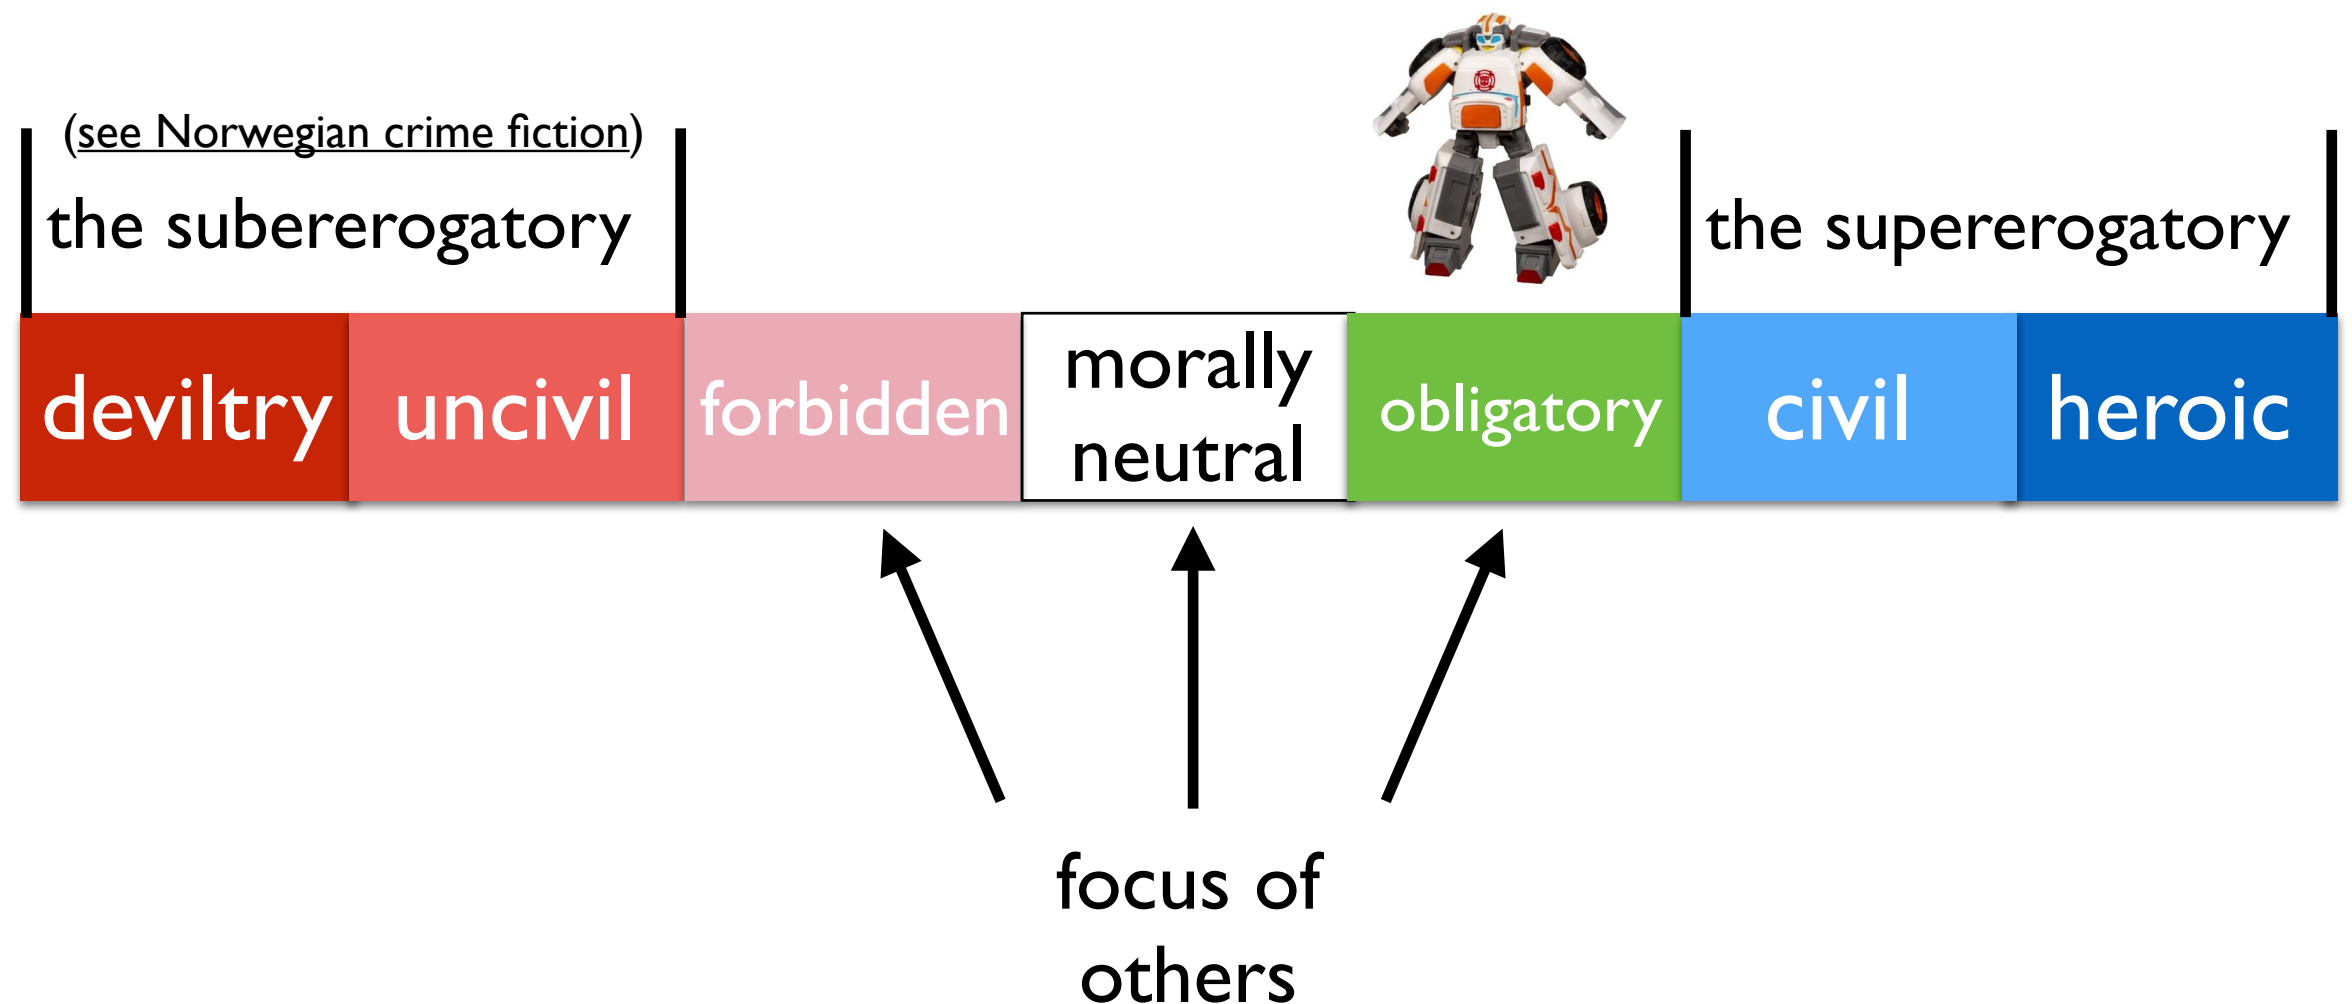 (see Norwegian crime fiction)
the subererogatory
the supererogatory
deviltry
uncivil
forbidden
morally
neutral
obligatory
civil
heroic
focus of
others